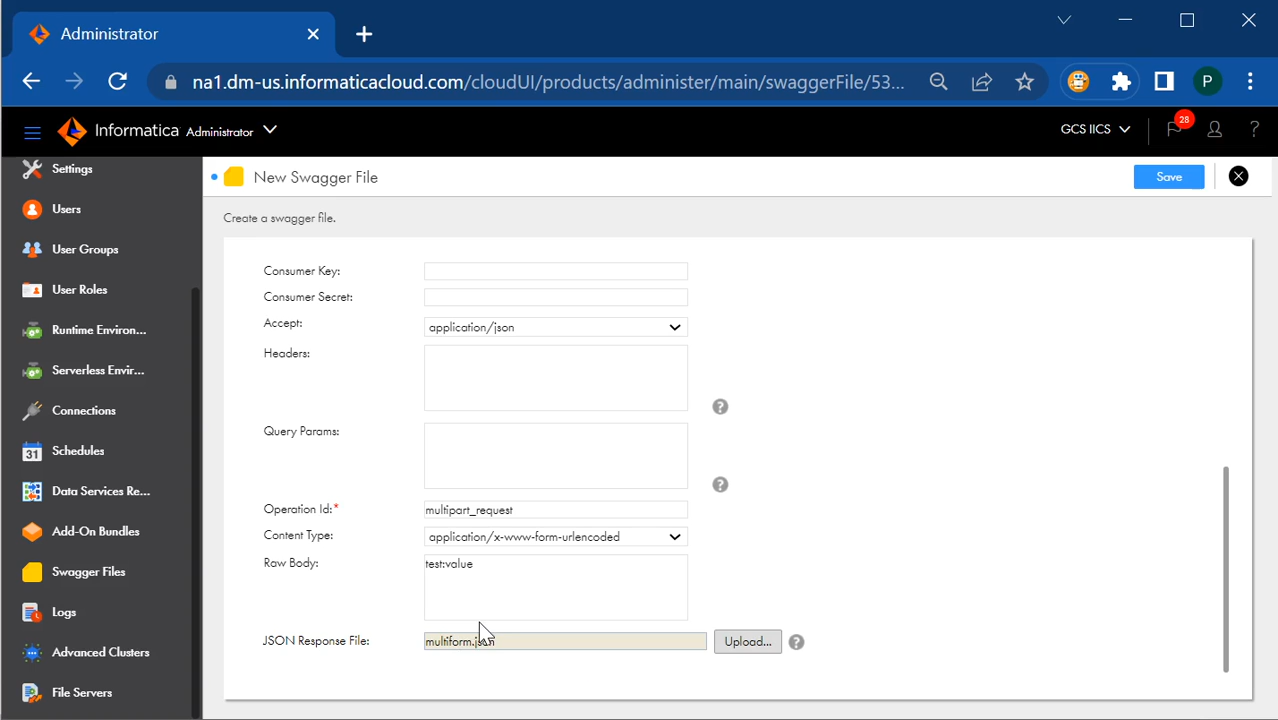 Administrator
na1.dm-us.informaticacloud.com/cloudUI/products/administer/main/swaggerFile/53...
P
Informatica Administrator
GCS IICS
28
?
Settings
Users
User Groups
User Roles
Runtime Environ...
Serverless Envir...
Connections
31
Schedules
Data Services Re...
Add-On Bundles
Swagger Files
Logs
Advanced Clusters
File Servers
New Swagger File
Save
Create a swagger file.
Consumer Key:
Consumer Secret:
Accept: application/json
Headers:
?
Query Params:
?
Operation Id:* multipart_request
Content Type: application/x-www-form-urlencoded
Raw Body: test:value
JSON Response File: multiform.json Upload... ?